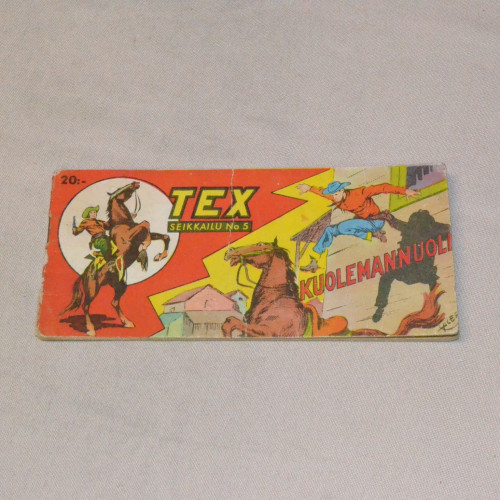 20:-
TEX
SEIKKAILU No 5
KUOLEMANNUOLI